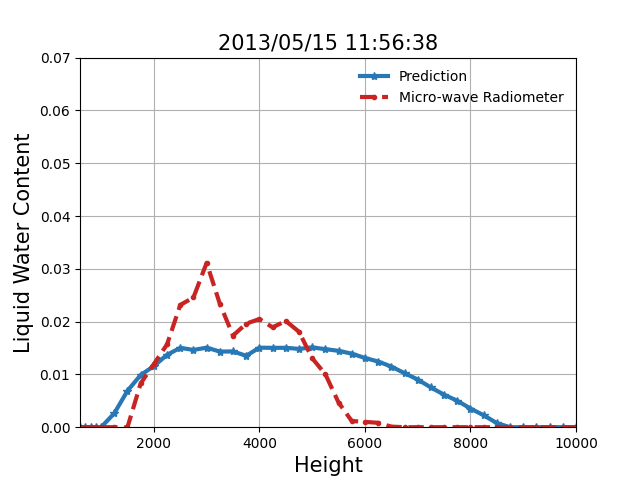 2013/05/15 11:56:38
Prediction
Micro-wave Radiometer
Liquid Water Content
0.07
0.06
0.05
0.04
0.03
0.02
0.01
0.00
2000 4000 6000 8000 10000
Height